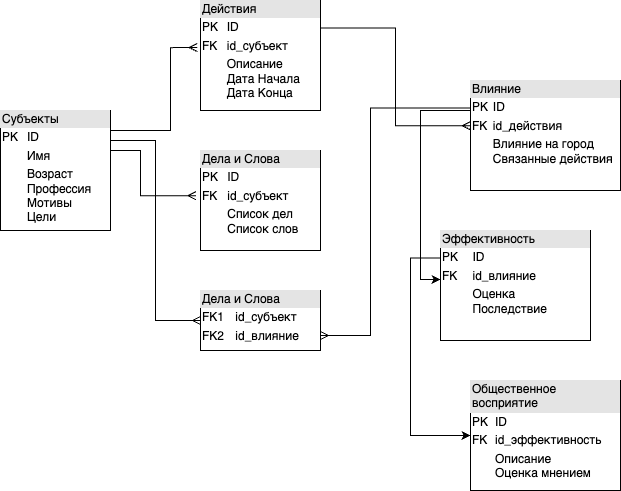 Действия
PK ID
FK id_субъект
Описание
Дата Начала
Дата Конца
Субъекты
PK ID
Имя
Возраст
Профессия
Мотивы
Цели
Дела и Слова
PK ID
FK id_субъект
Список дел
Список слов
Дела и Слова
FK1 id_субъект
FK2 id_влияние
Влияние
PK ID
FK id_действия
Влияние на город
Связанные действия
Эффективность
PK ID
FK id_влияние
Оценка
Последствие
Общественное
восприятие
PK ID
FK id_эффективность
Описание
Оценка мнением